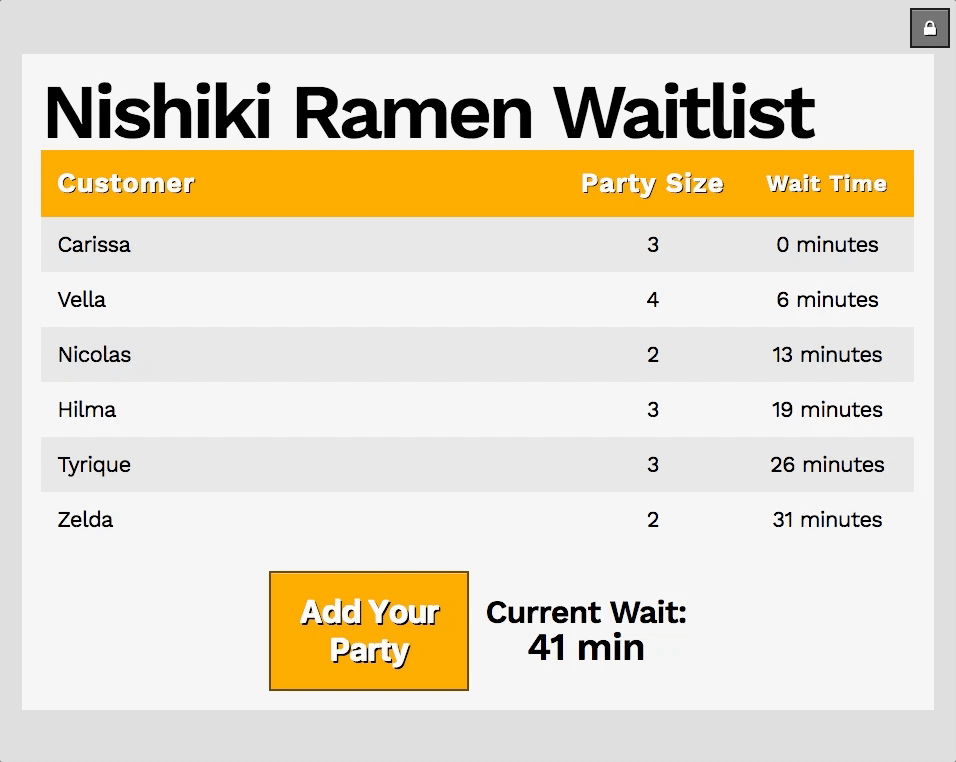 Nishiki Ramen Waitlist
Customer Party Size Wait Time
Carissa 3 0 minutes
Vella 4 6 minutes
Nicolas 2 13 minutes
Hilma 3 19 minutes
Tyrique 3 26 minutes
Zelda 2 31 minutes
Add Your
Party
Current Wait:
41 min